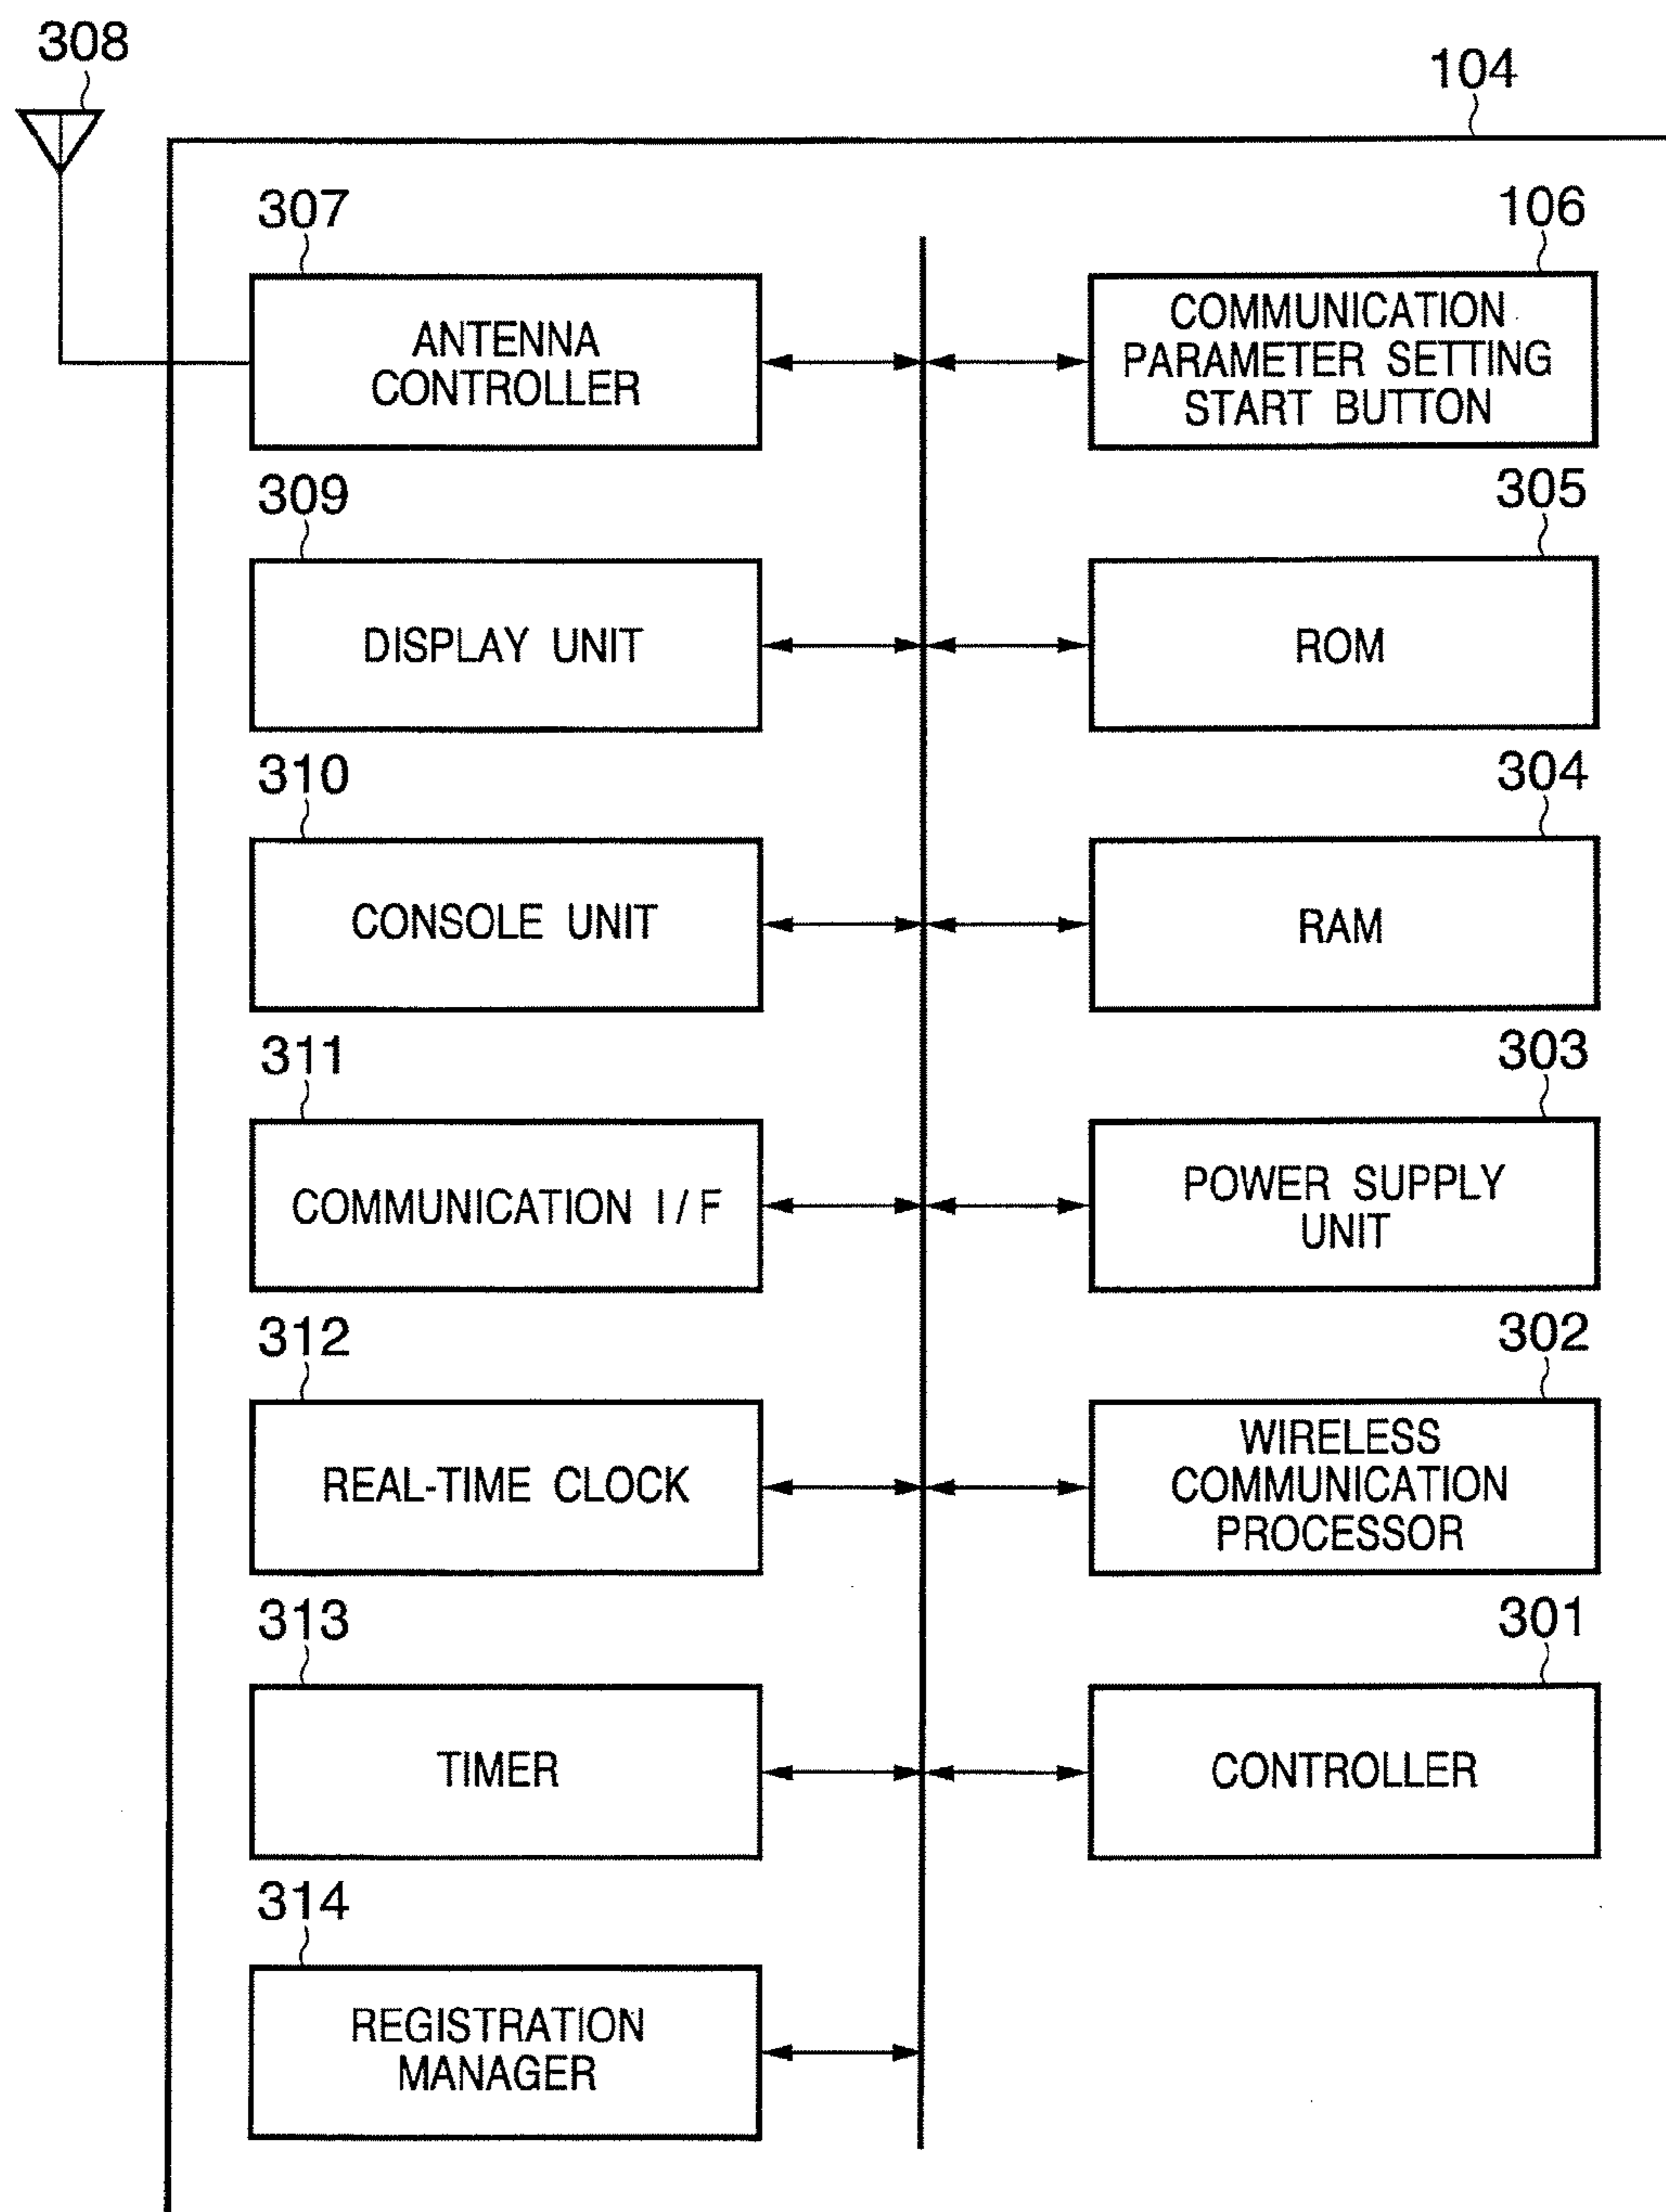 308
104
307
106
ANTENNA
CONTROLLER
COMMUNICATION
PARAMETER SETTING
START BUTTON
309
305
DISPLAY UNIT
ROM
310
304
CONSOLE UNIT
RAM
311
303
COMMUNICATION I / F
POWER SUPPLY
UNIT
312
302
REAL-TIME CLOCK
WIRELESS
COMMUNICATION
PROCESSOR
313
301
TIMER
CONTROLLER
314
REGISTRATION
MANAGER